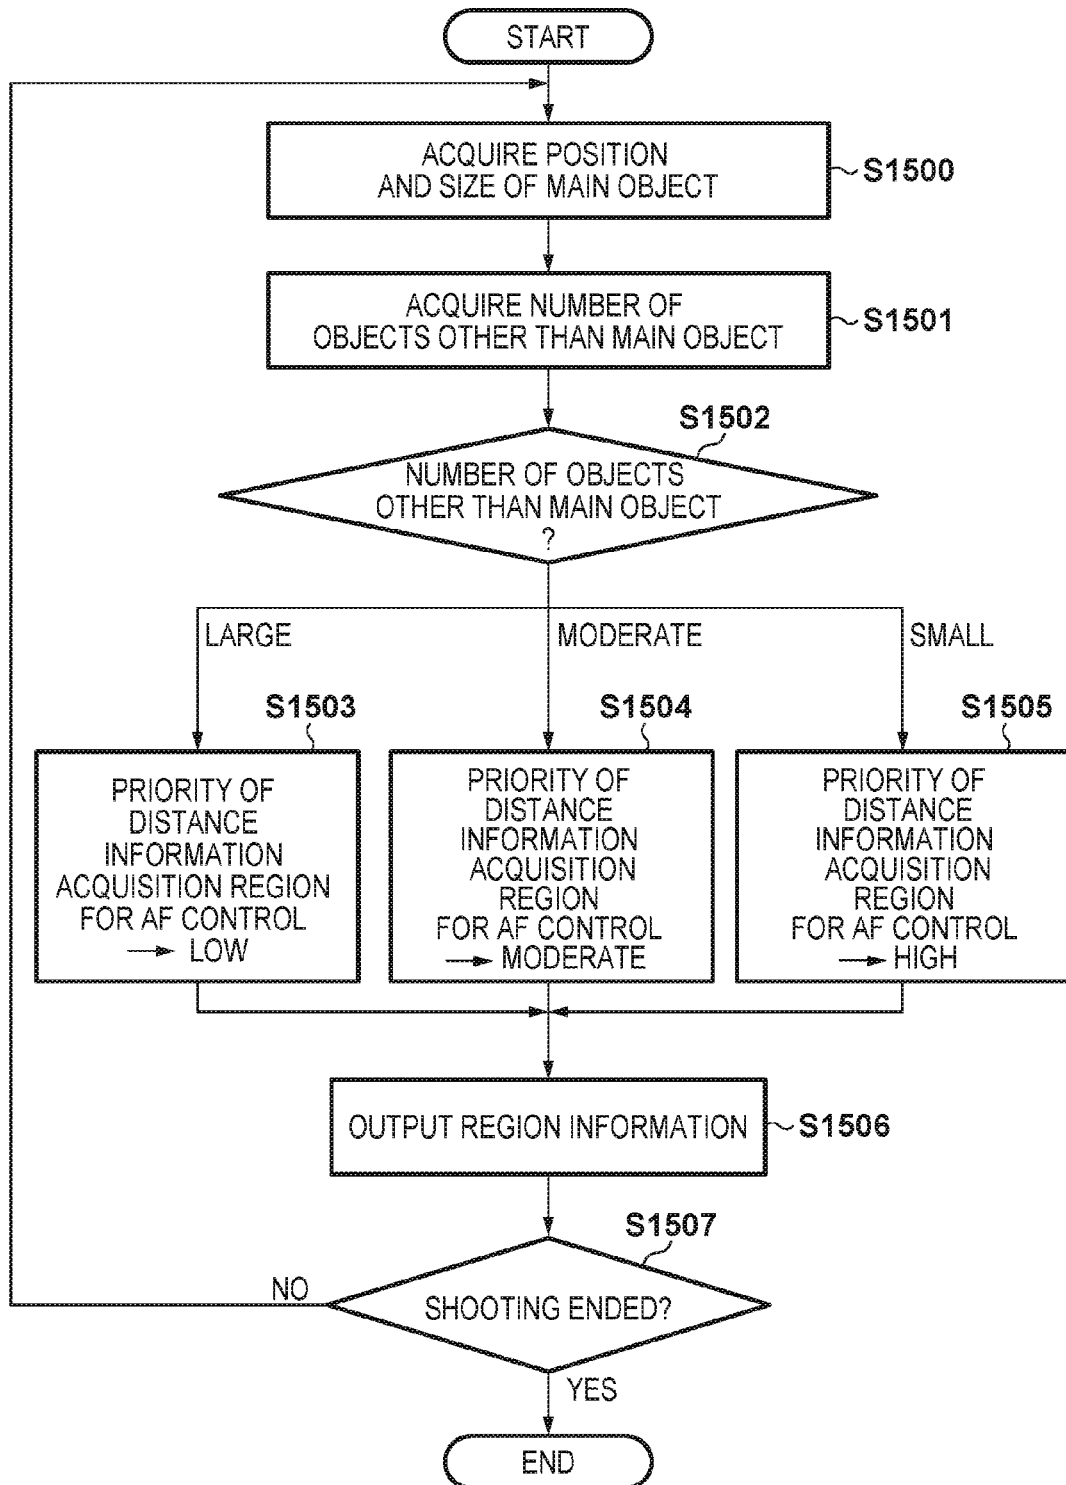 START
ACQUIRE POSITION
AND SIZE OF MAIN OBJECT
S1500
ACQUIRE NUMBER OF
OBJECTS OTHER THAN MAIN OBJECT
S1501
S1502
NUMBER OF OBJECTS
OTHER THAN MAIN OBJECT
?
LARGE
MODERATE
SMALL
S1503
PRIORITY OF
DISTANCE
INFORMATION
ACQUISITION REGION
FOR AF CONTROL
→ LOW
S1504
PRIORITY OF
DISTANCE
INFORMATION
ACQUISITION
REGION
FOR AF CONTROL
→ MODERATE
S1505
PRIORITY OF
DISTANCE
INFORMATION
ACQUISITION
REGION
FOR AF CONTROL
→ HIGH
OUTPUT REGION INFORMATION
S1506
S1507
SHOOTING ENDED?
NO
YES
END